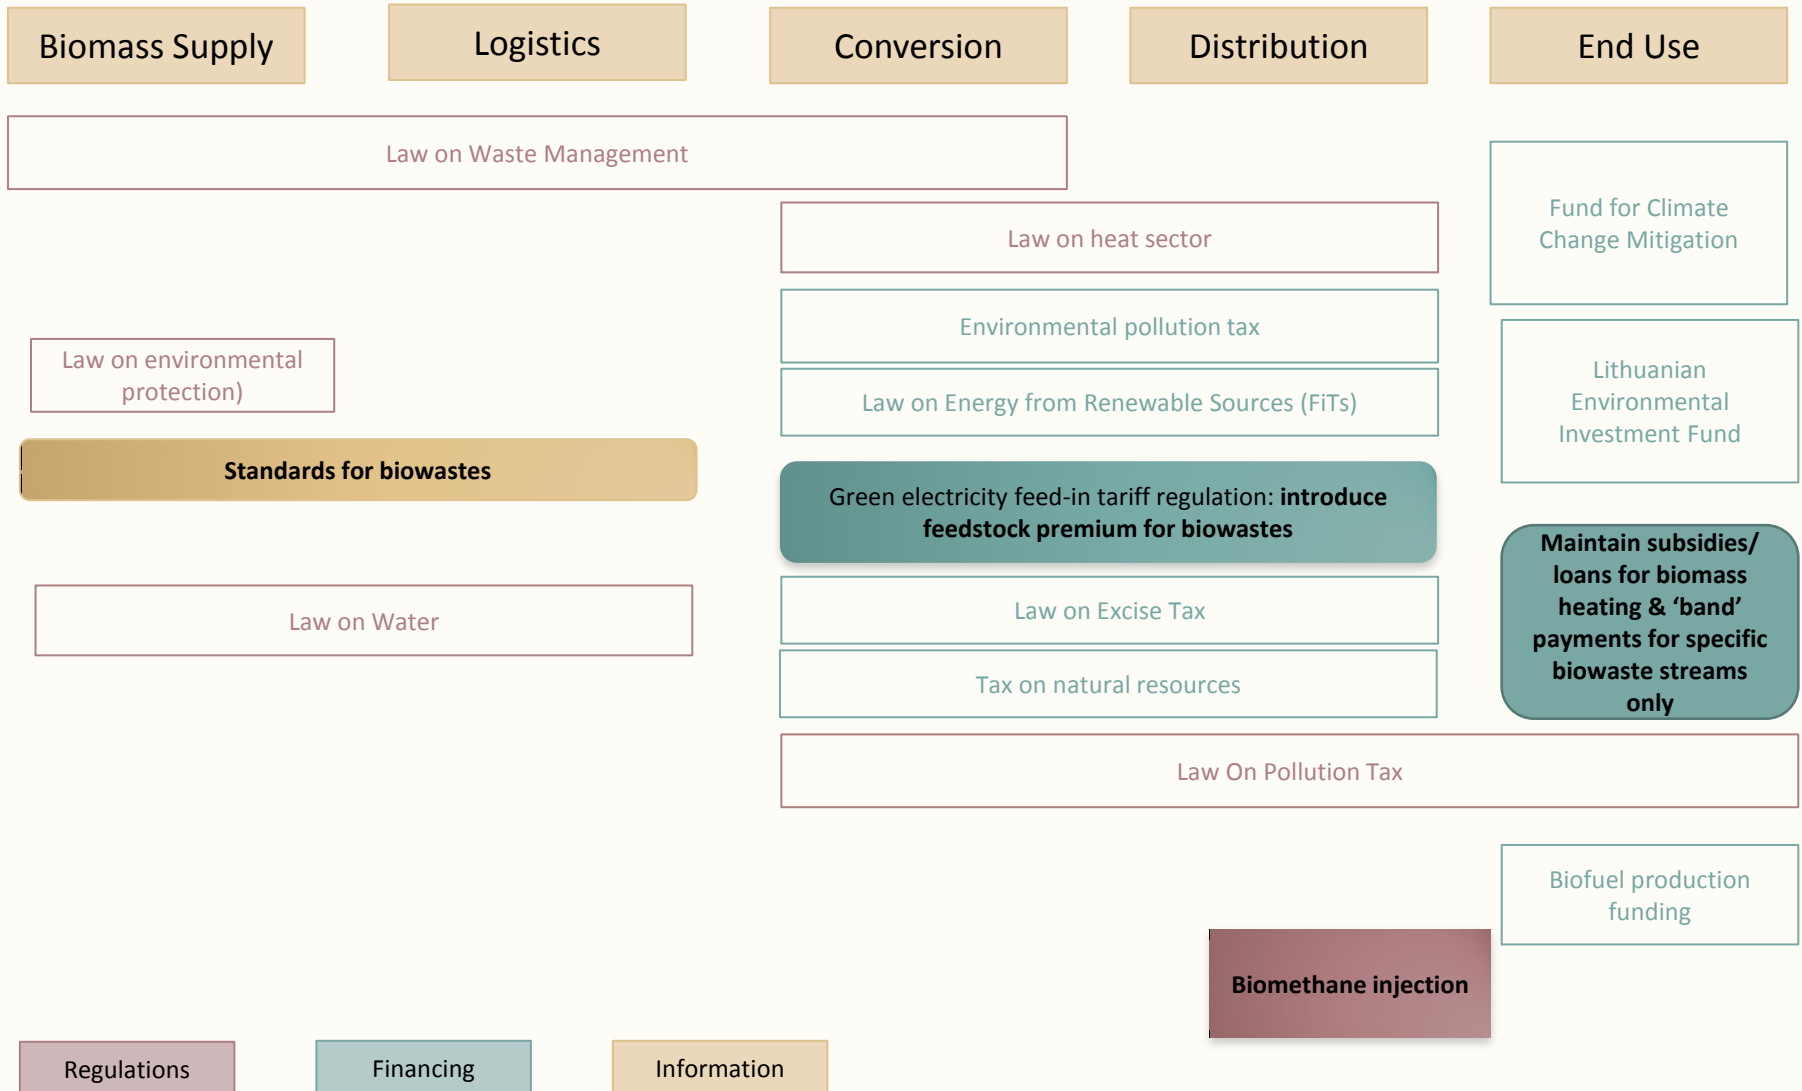 Biomass Supply
Logistics
Conversion
Distribution
End Use
Law on Waste Management
Fund for Climate
Change Mitigation
Law on heat sector
Environmental pollution tax
Law on environmental
protection)
Law on Energy from Renewable Sources (FiTs)
Lithuanian
Environmental
Investment Fund
Standards for biowastes
Green electricity feed-in tariff regulation: introduce
feedstock premium for biowastes
Maintain subsidies/
loans for biomass
heating & ‘band’
payments for specific
biowaste streams
only
Law on Water
Law on Excise Tax
Tax on natural resources
Law On Pollution Tax
Biofuel production
funding
Biomethane injection
Regulations
Financing
Information